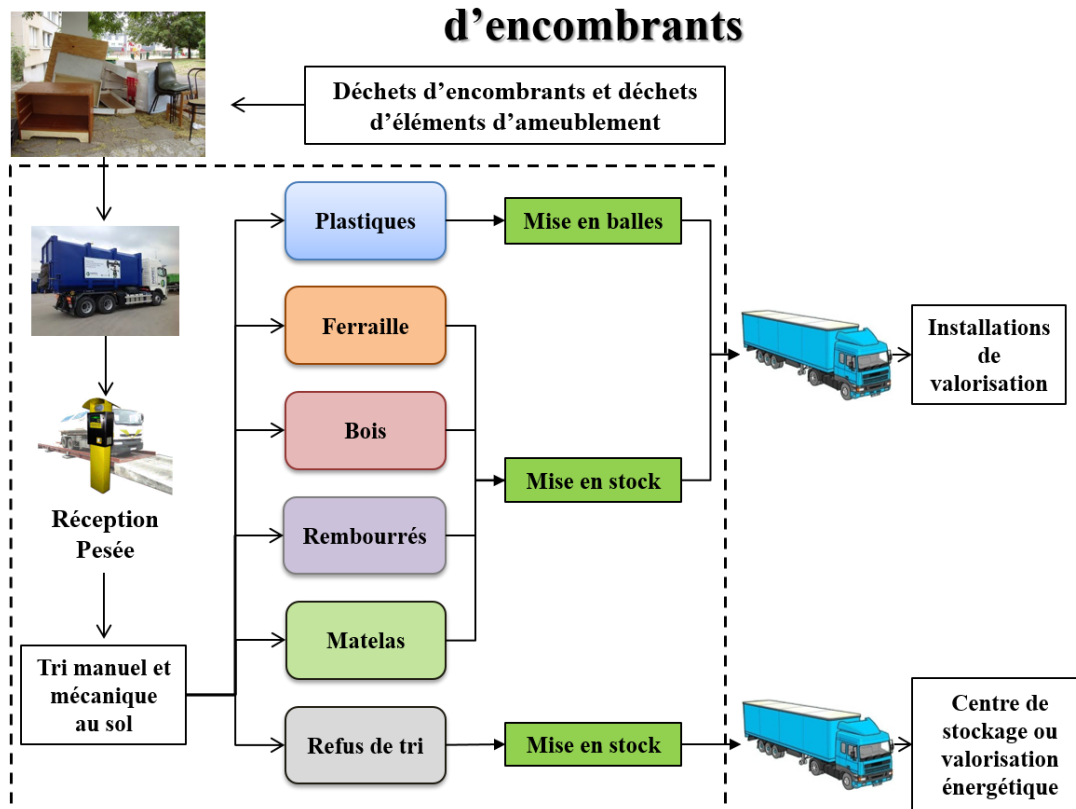 d'encombrants
Déchets d'encombrants et déchets
d'éléments d'ameublement
Plastiques
Mise en balles
Ferraille
Installations
de
valorisation
Bois
Mise en stock
Réception
Pesée
Rembourrés
Matelas
Tri manuel et
mécanique
au sol
Refus de tri
Mise en stock
Centre de
stockage ou
valorisation
énergétique